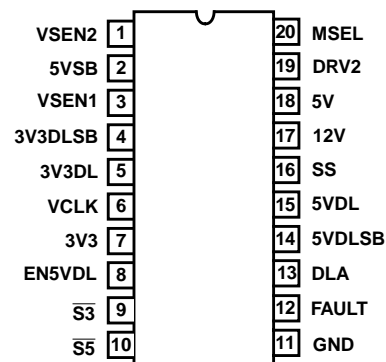 VSEN2 1 20 MSEL
5VSB 2 19 DRV2
VSEN1 3 18 5V
3V3DLSB 4 17 12V
3V3DL 5 16 SS
VCLK 6 15 5VDL
3V3 7 14 5VDLSB
EN5VDL 8 13 DLA
S3 9 12 FAULT
S5 10 11 GND